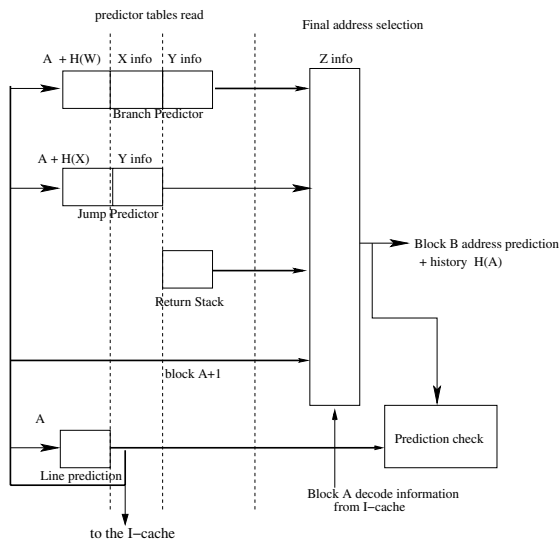 predictor tables read
Final address selection
A + H(W)
X info
Y info
Z info
Branch Predictor
A + H(X)
Y info
Jump Predictor
Block B address prediction
+ history H(A)
Return Stack
block A+1
A
Prediction check
Line prediction
Block A decode information
from I−cache
to the I−cache